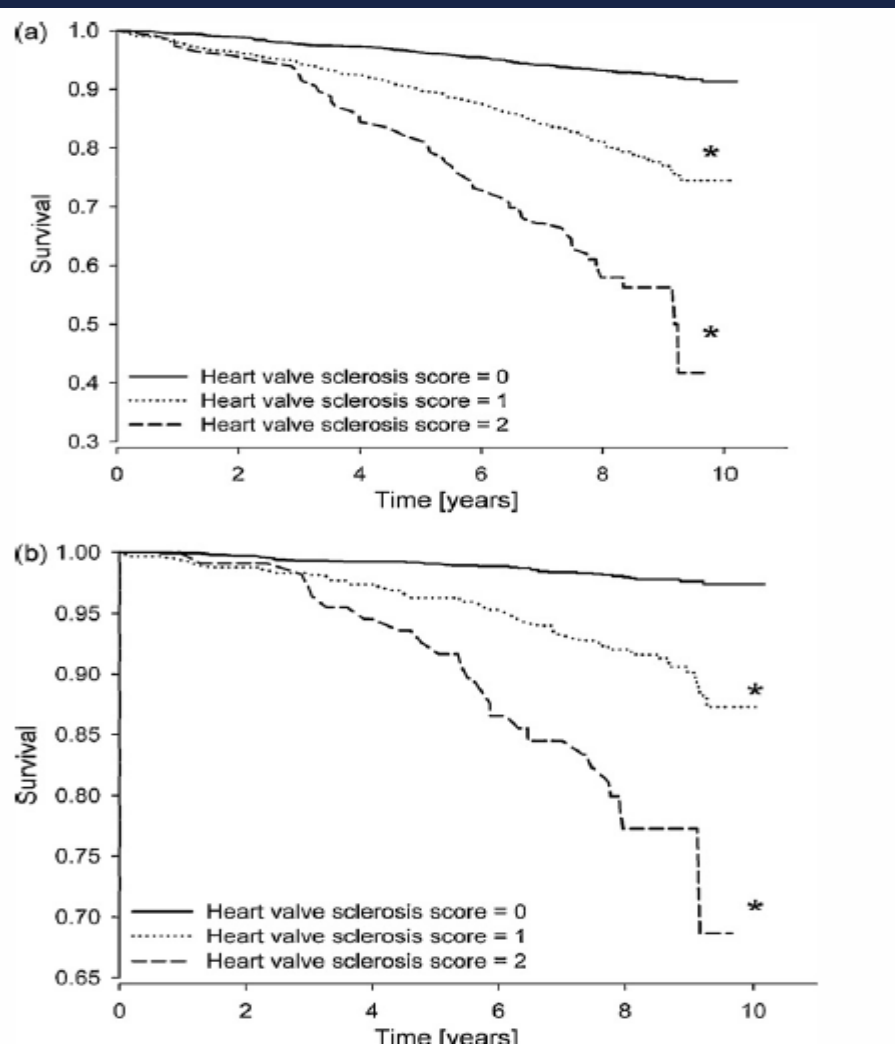 (a)
1.0
0.9
0.8
0.7
0.6
0.5
0.4
0.3
Survival
*
*
Heart valve sclerosis score = 0
Heart valve sclerosis score = 1
Heart valve sclerosis score = 2
0 2 4 6 8 10
Time [years]
(b)
1.00
0.95
0.90
0.85
0.80
0.75
0.70
0.65
Survival
*
*
Heart valve sclerosis score = 0
Heart valve sclerosis score = 1
Heart valve sclerosis score = 2
0 2 4 6 8 10
Time [years]